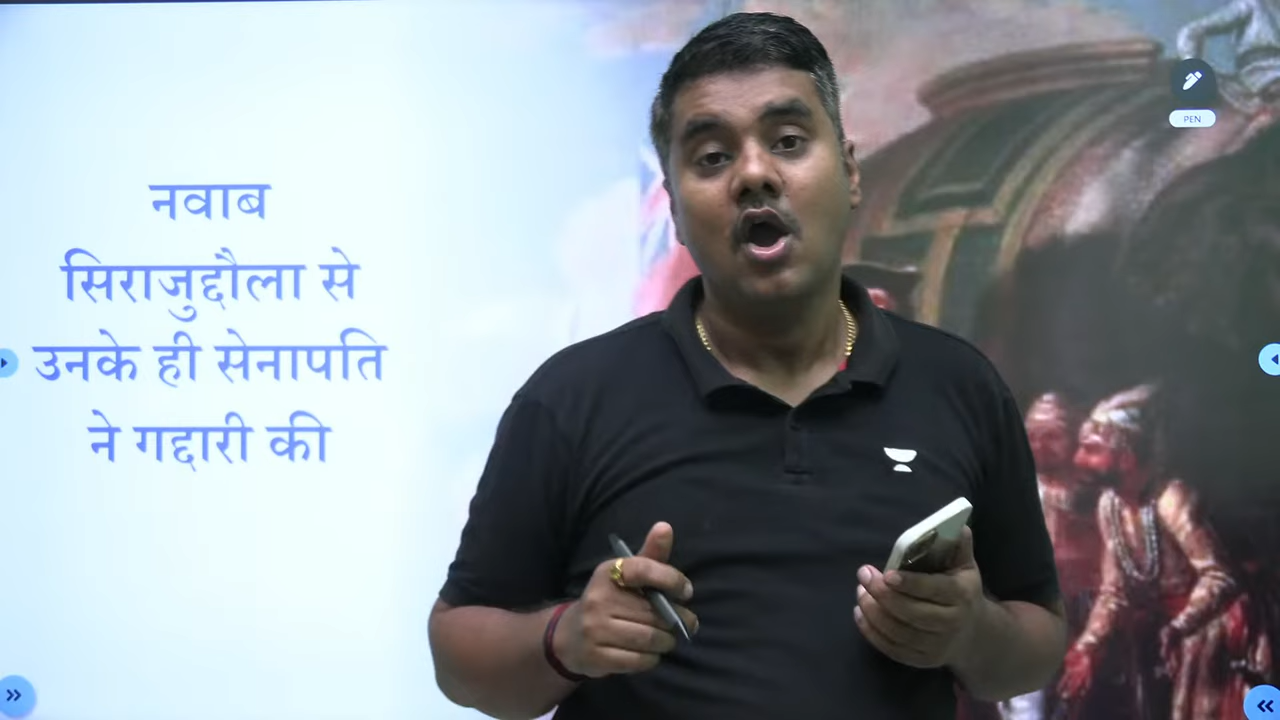 नवाब
सिराजुद्दौला से
उनके ही सेनापति
ने गद्दारी की
PEN